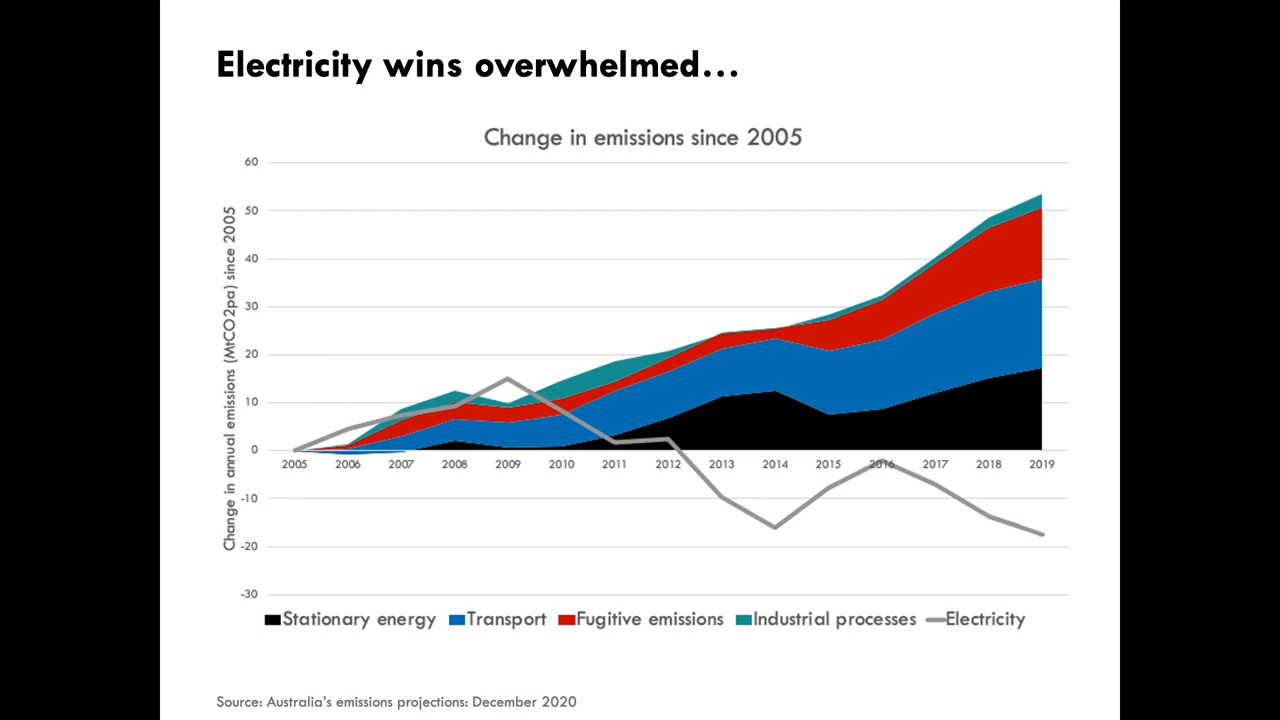 Electricity wins overwhelmed...
Change in emissions since 2005
Change in annual emissions (MtCO2pa) since 2005
60
50
40
30
20
10
0
-10
-20
-30
2005 2006 2007 2008 2009 2010 2011 2012 2013 2014 2015 2016 2017 2018 2019
Stationary energy Transport Fugitive emissions Industrial processes Electricity
Source: Australia's emissions projections: December 2020